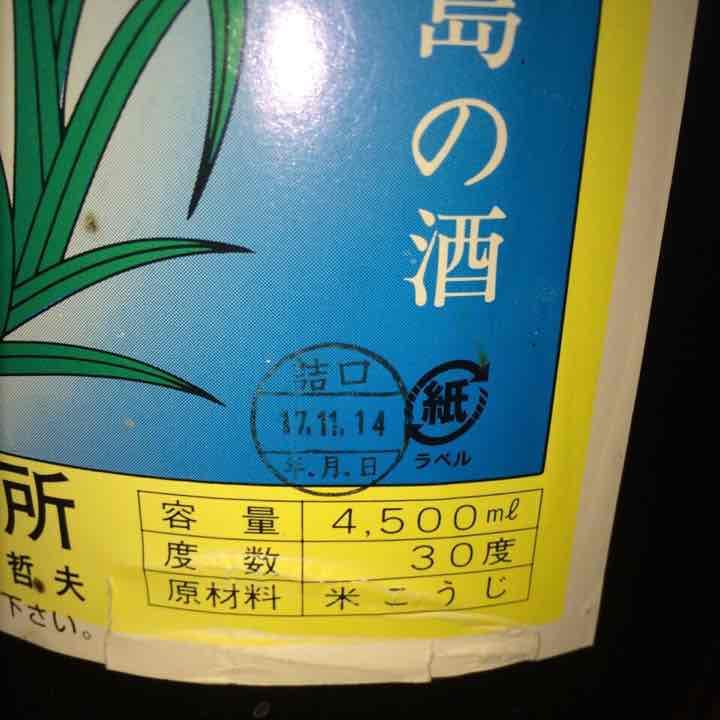 島の酒
詰口
17.11.14
年.月.日
紙
ラベル
所
哲夫
下さい。
容量 4,500ml
度数 30度
原材料 米こうじ